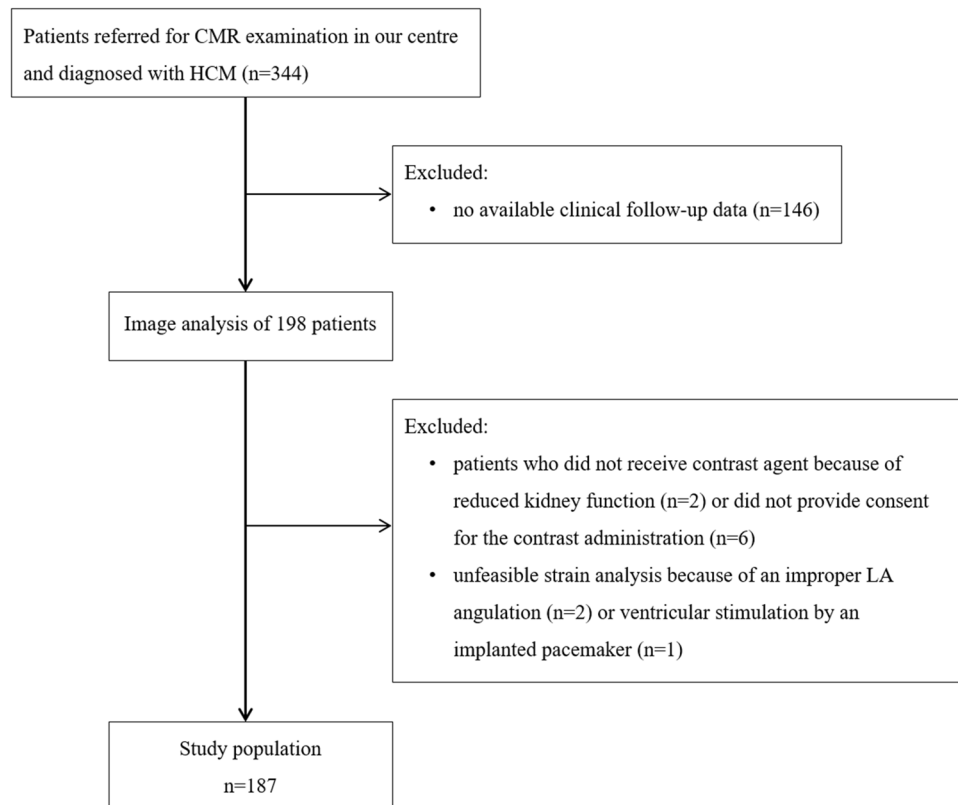 Patients referred for CMR examination in our centre
and diagnosed with HCM (n=344)
Excluded:
• no available clinical follow-up data (n=146)
Image analysis of 198 patients
Excluded:
• patients who did not receive contrast agent because of
reduced kidney function (n=2) or did not provide consent
for the contrast administration (n=6)
• unfeasible strain analysis because of an improper LA
angulation (n=2) or ventricular stimulation by an
implanted pacemaker (n=1)
Study population
n=187